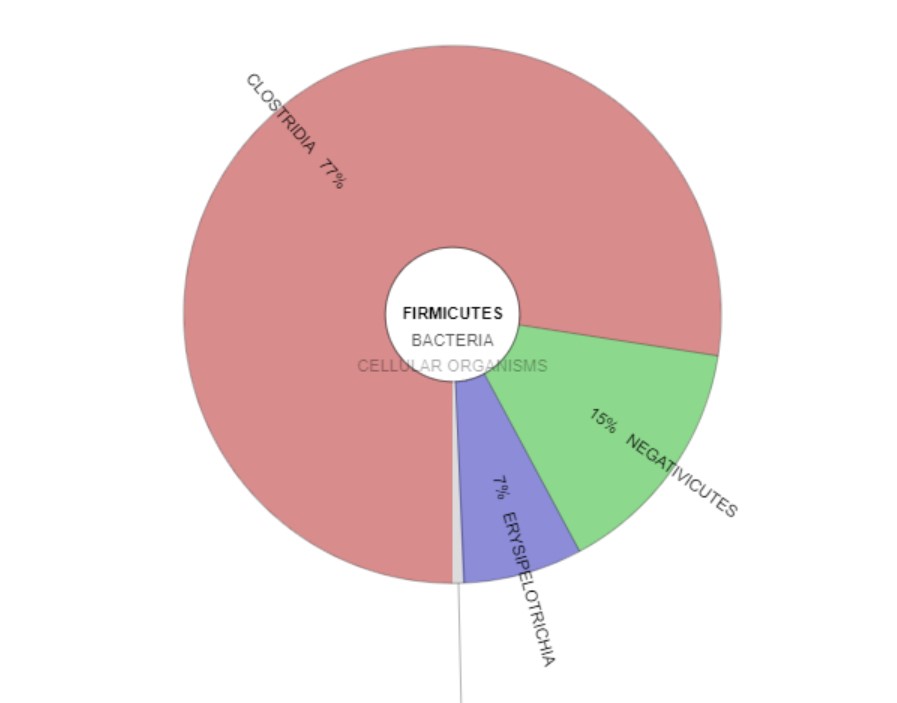 CLOSTRIDIA 77%
FIRMICUTES
BACTERIA
CELLULAR ORGANISMS
15% NEGATIVICUTES
7% ERYSIPELOTRICHIA